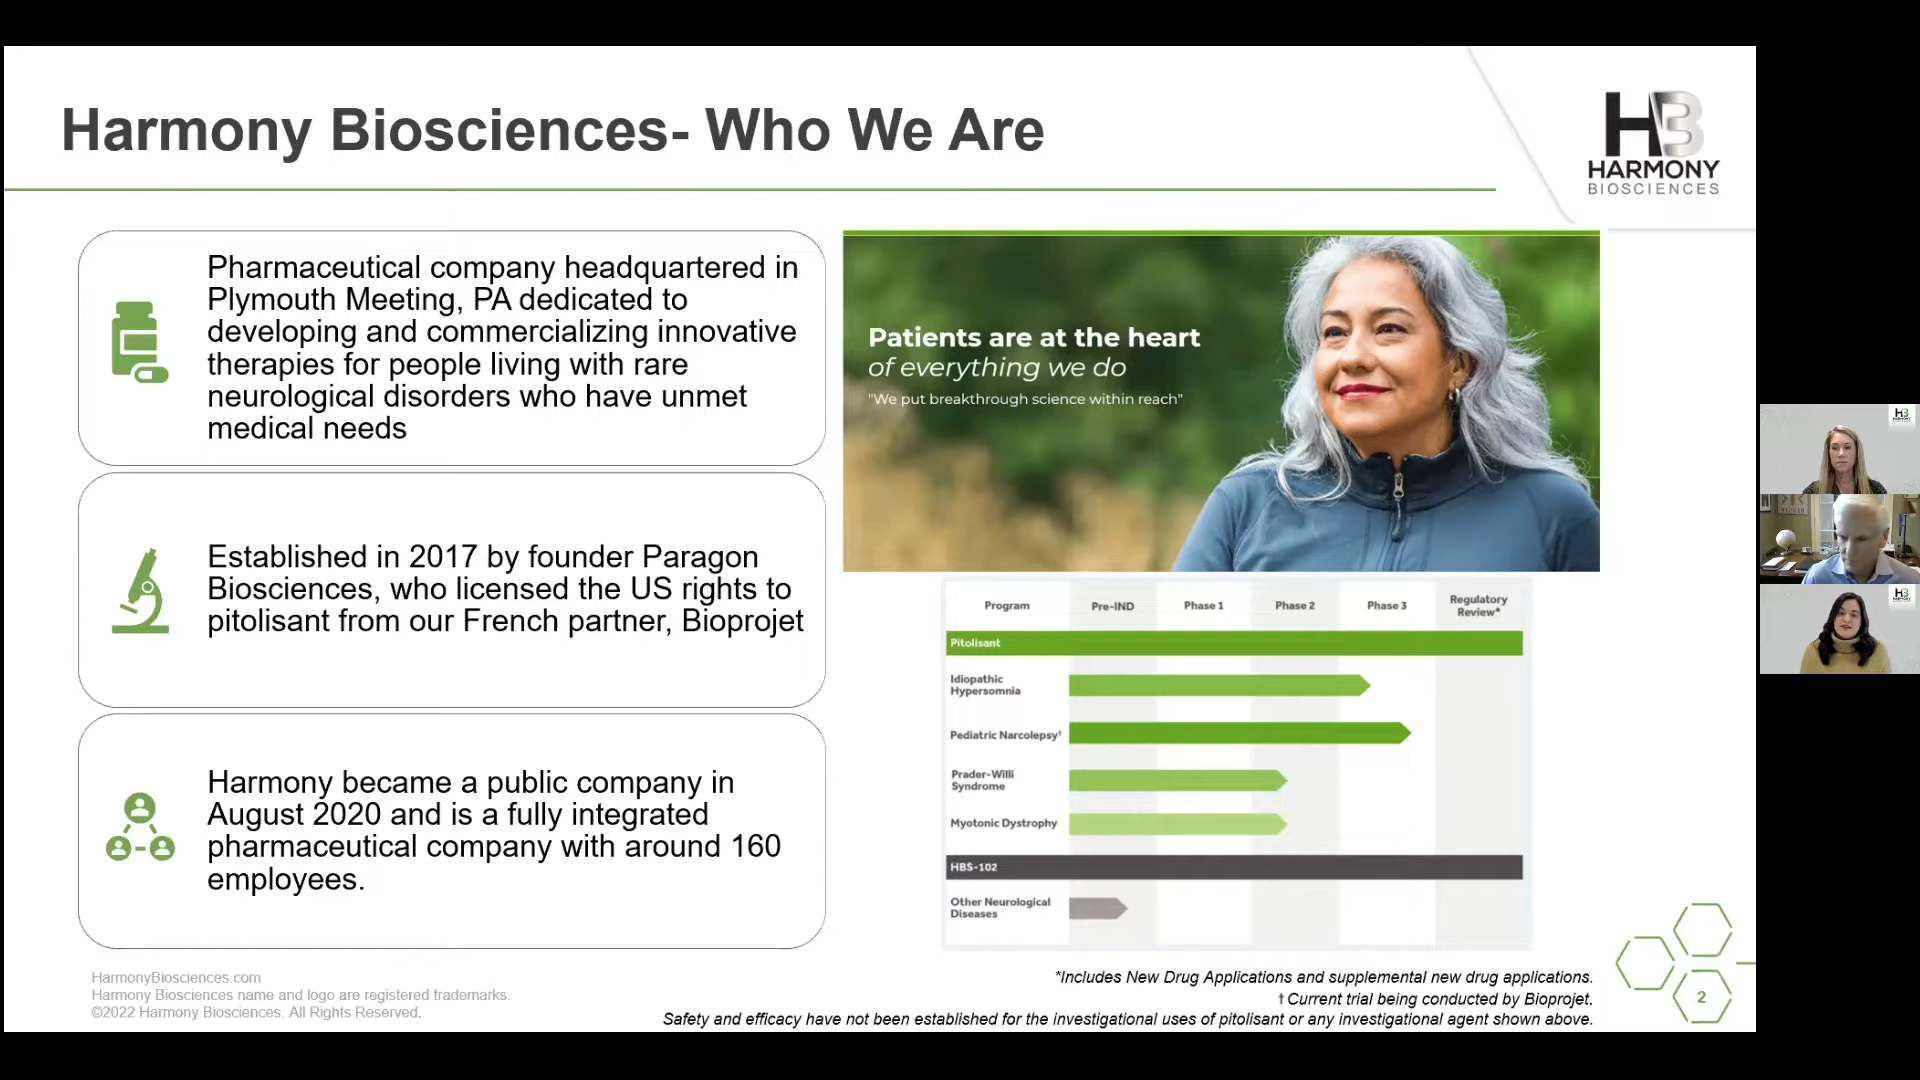 Harmony Biosciences- Who We Are
HB
HARMONY
BIOSCIENCES
Pharmaceutical company headquartered in
Plymouth Meeting, PA dedicated to
developing and commercializing innovative
therapies for people living with rare
neurological disorders who have unmet
medical needs
Established in 2017 by founder Paragon
Biosciences, who licensed the US rights to
pitolisant from our French partner, Bioprojet
Harmony became a public company in
August 2020 and is a fully integrated
pharmaceutical company with around 160
employees.
Patients are at the heart
of everything we do
"We put breakthrough science within reach"
Program Pre-IND Phase 1 Phase 2 Phase 3 Regulatory
Review*
Pitolisant
Idiopathic
Hypersomnia
Pediatric Narcolepsy†
Prader-Willi
Syndrome
Myotonic Dystrophy
HBS-102
Other Neurological
Diseases
HarmonyBiosciences.com
Harmony Biosciences name and logo are registered trademarks.
©2022 Harmony Biosciences. All Rights Reserved.
*Includes New Drug Applications and supplemental new drug applications.
† Current trial being conducted by Bioprojet.
Safety and efficacy have not been established for the investigational uses of pitolisant or any investigational agent shown above.
2